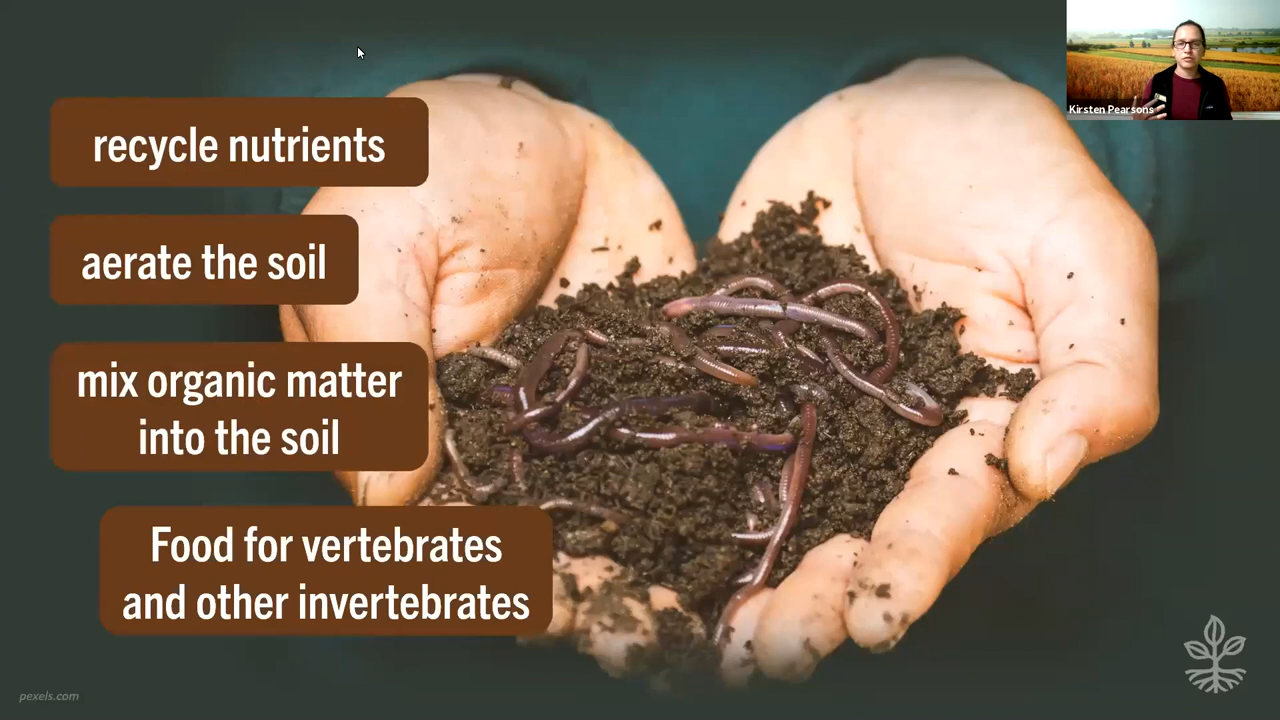 recycle nutrients
aerate the soil
mix organic matter
into the soil
Food for vertebrates
and other invertebrates
Kirsten Pearsons
pexels.com